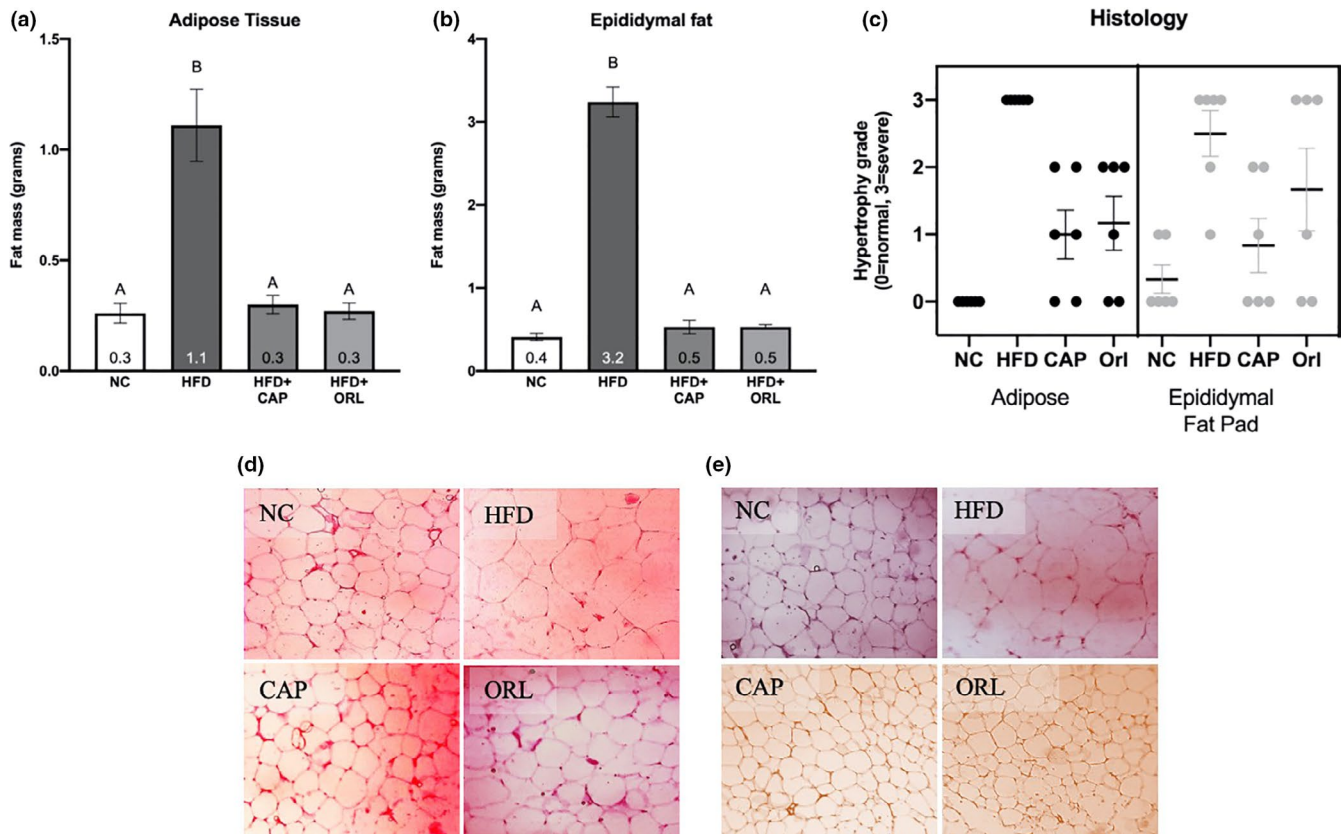 (a)
Adipose Tissue
Fat mass (grams)
1.5
1.0
0.5
0.0
A
B
A
A
0.3
1.1
0.3
0.3
NC
HFD
HFD+
CAP
HFD+
ORL
(b)
Epididymal fat
Fat mass (grams)
4
3
2
1
0
A
B
A
A
0.4
3.2
0.5
0.5
NC
HFD
HFD+
CAP
HFD+
ORL
(c)
Histology
Hypertrophy grade
(0=normal, 3=severe)
3
2
1
0
NC HFD CAP Orl
NC HFD CAP Orl
Adipose
Epididymal
Fat Pad
(d)
NC
HFD
CAP
ORL
(e)
NC
HFD
CAP
ORL